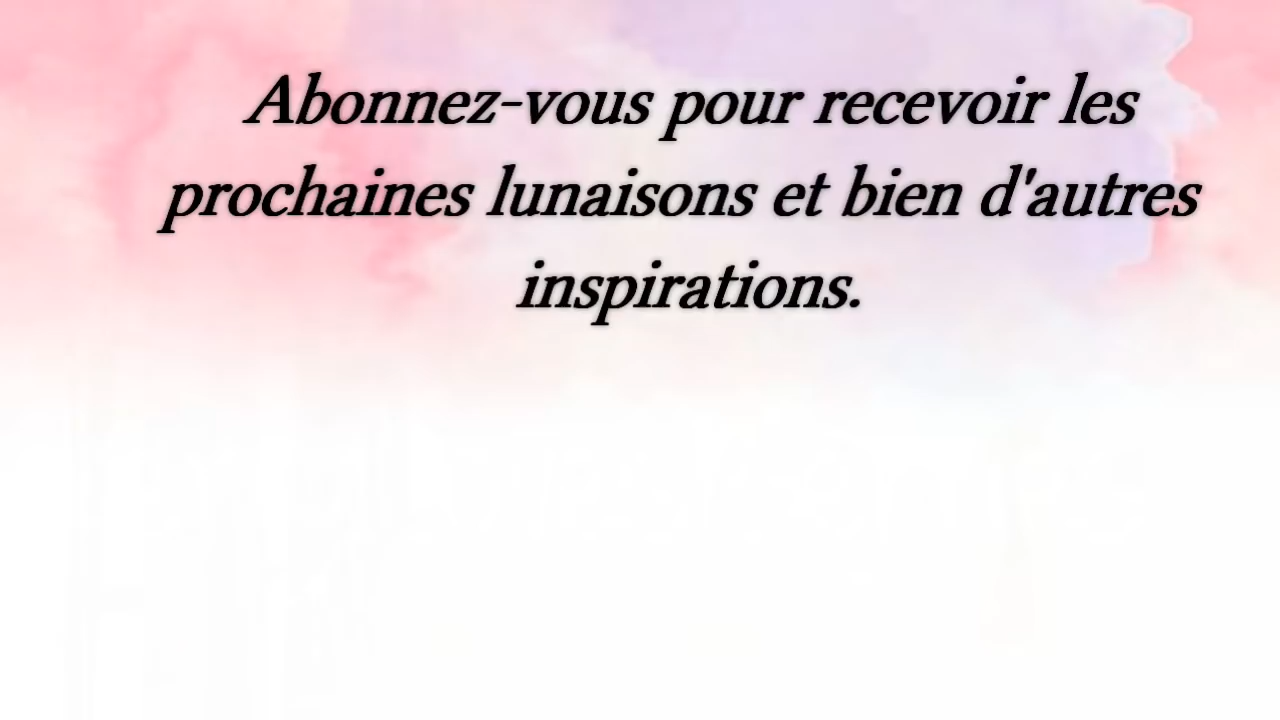 Abonnez-vous pour recevoir les
prochaines lunaisons et bien d'autres
inspirations.